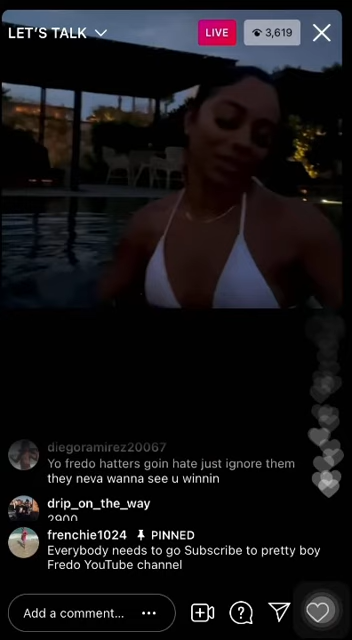 LET'S TALK
LIVE
3,619
diegoramirez20067
Yo fredo hatters goin hate just ignore them
they neva wanna see u winnin
drip_on_the_way
2900
frenchie1024 PINNED
Everybody needs to go Subscribe to pretty boy
Fredo YouTube channel
Add a comment...